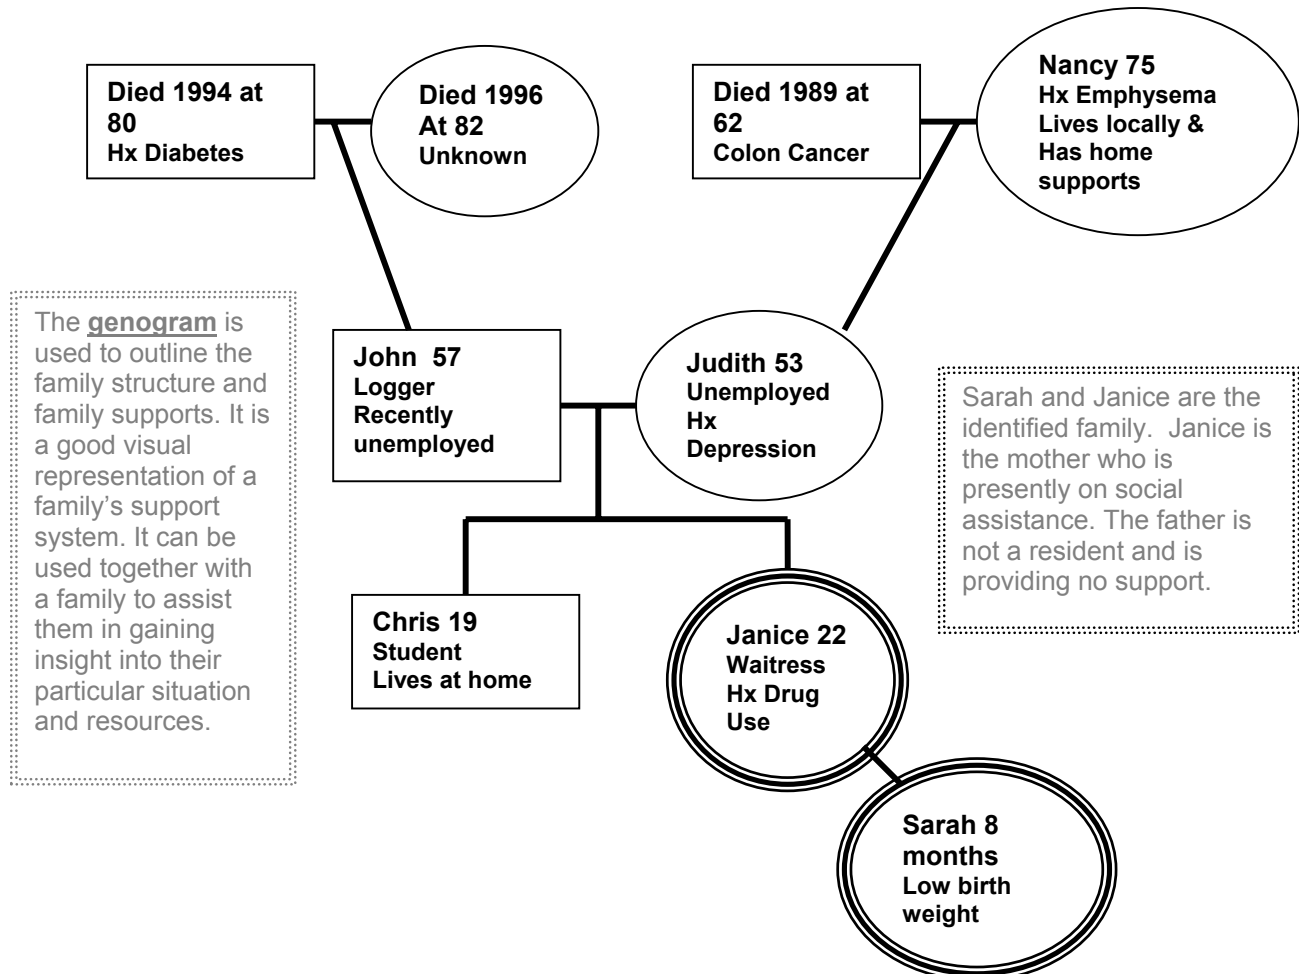 Died 1994 at
80
Hx Diabetes
Died 1996
At 82
Unknown
Died 1989 at
62
Colon Cancer
Nancy 75
Hx Emphysema
Lives locally &
Has home
supports
The genogram is
used to outline the
family structure and
family supports. It is
a good visual
representation of a
family's support
system. It can be
used together with
a family to assist
them in gaining
insight into their
particular situation
and resources.
John 57
Logger
Recently
unemployed
Judith 53
Unemployed
Hx
Depression
Sarah and Janice are the
identified family. Janice is
the mother who is
presently on social
assistance. The father is
not a resident and is
providing no support.
Chris 19
Student
Lives at home
Janice 22
Waitress
Hx Drug
Use
Sarah 8
months
Low birth
weight